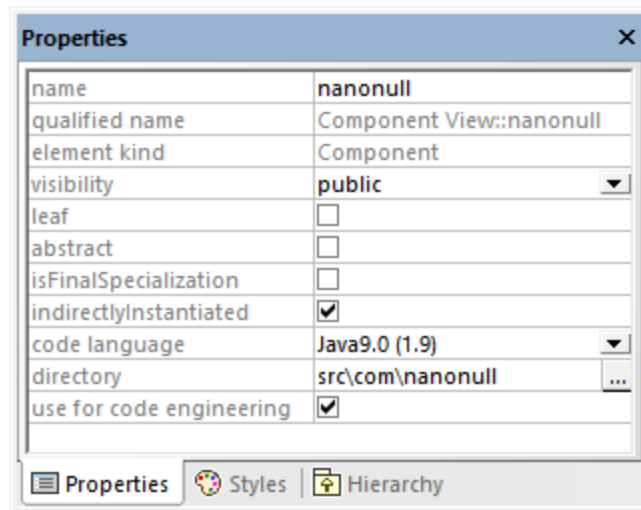 Properties
name nanonull
qualified name Component View::nanonull
element kind Component
visibility public
leaf
abstract
isFinalSpecialization
indirectlyInstantiated
code language Java9.0 (1.9)
directory src\com\nanonull ...
use for code engineering
Properties Styles Hierarchy